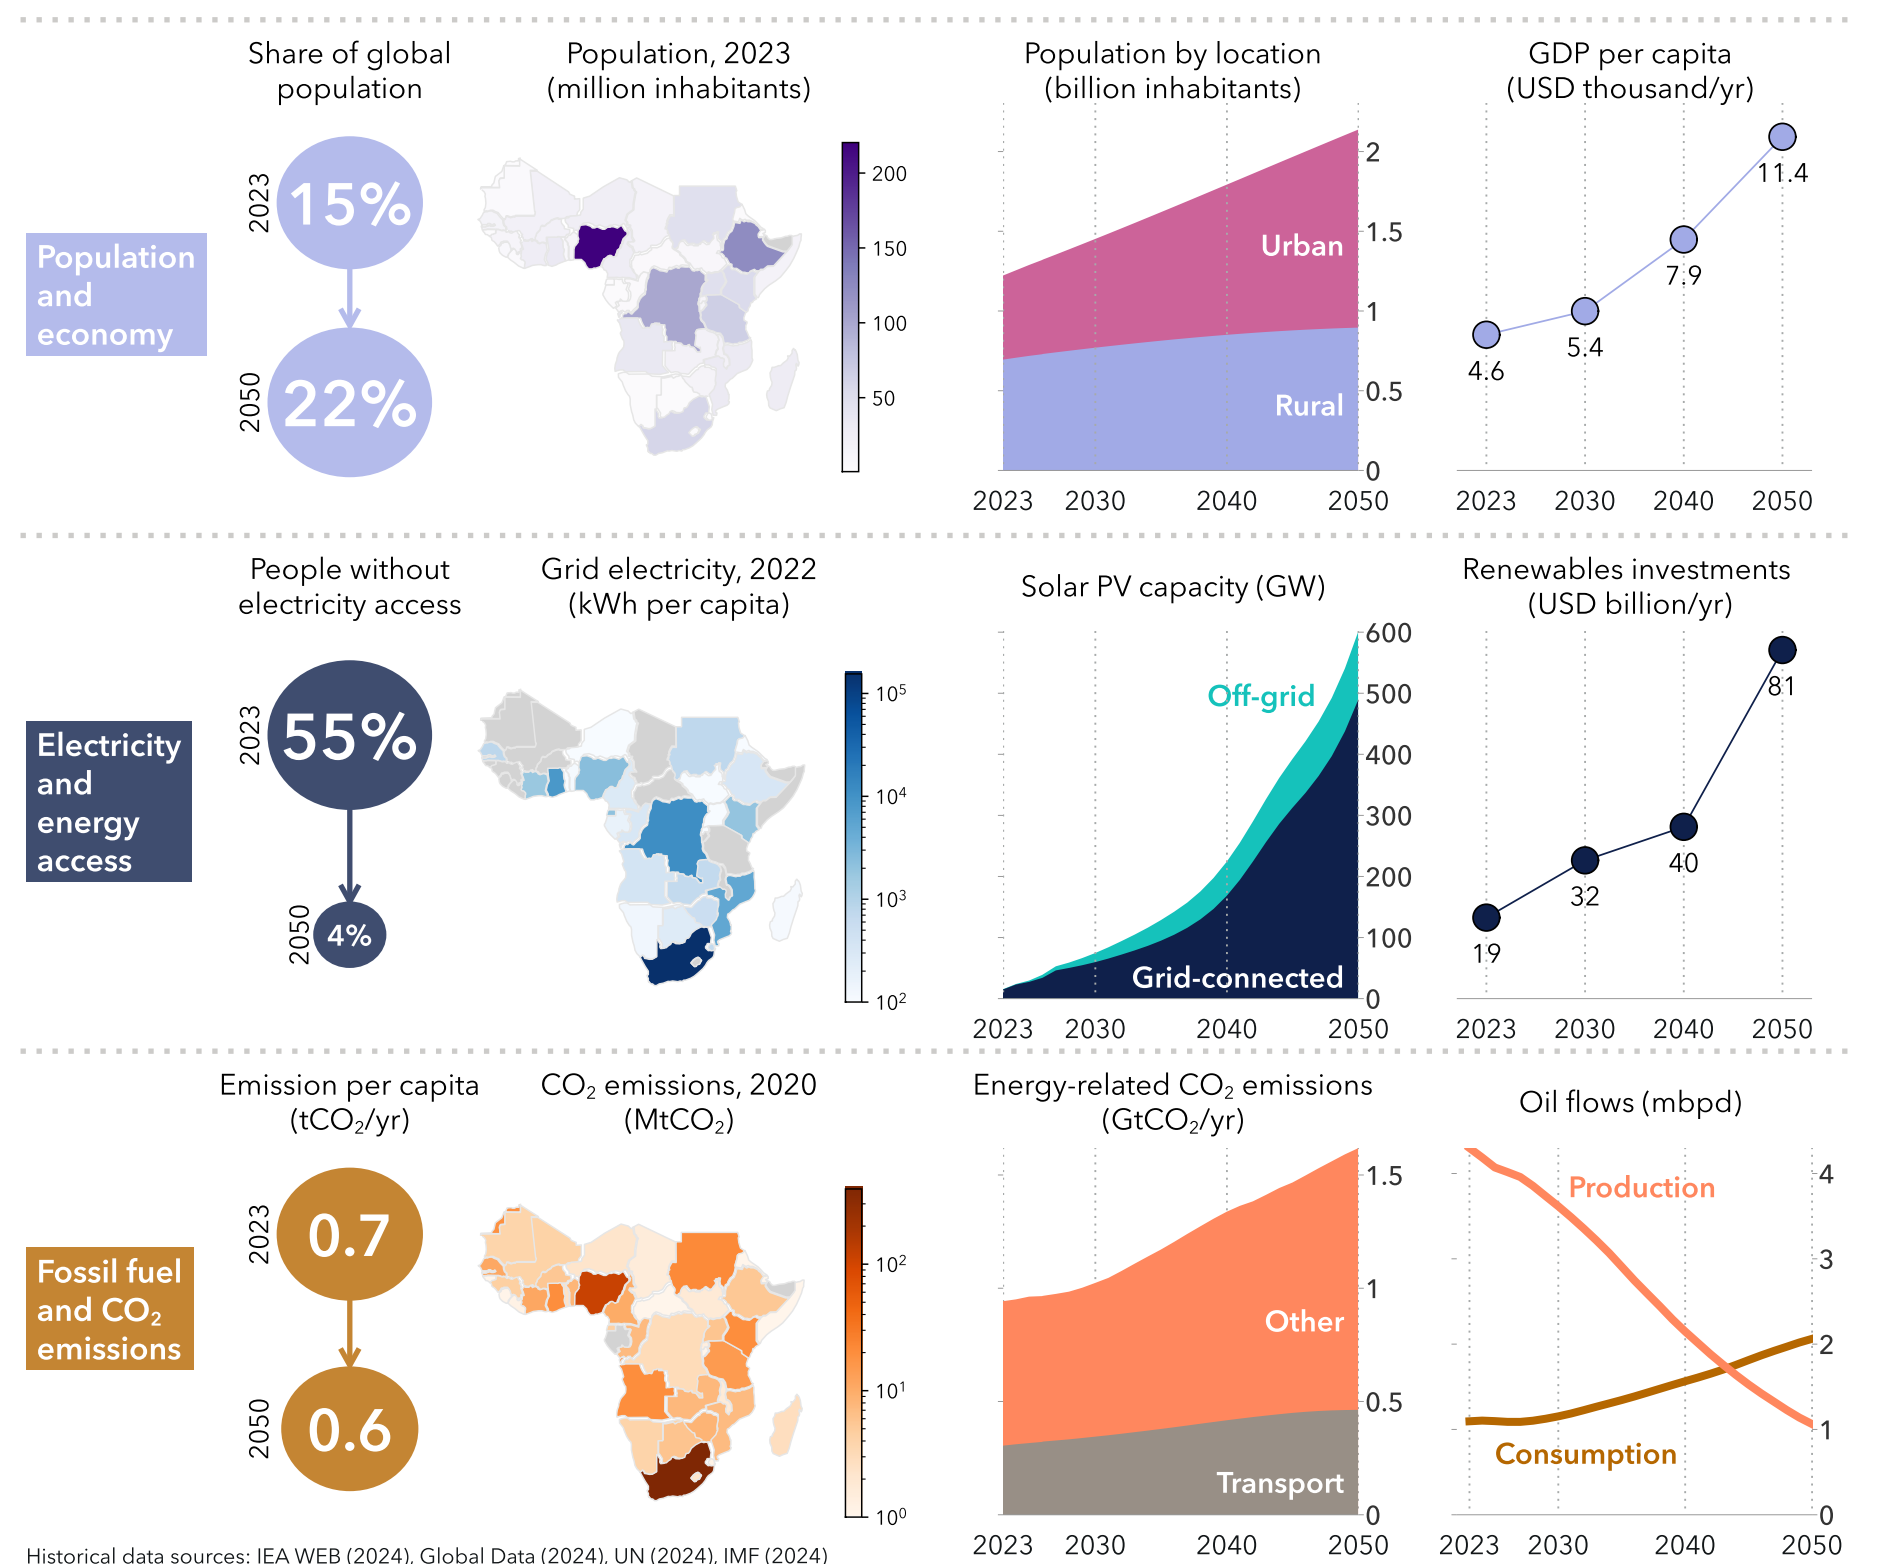 Share of global
population
Population, 2023
(million inhabitants)
Population by location
(billion inhabitants)
GDP per capita
(USD thousand/yr)
Population
and
economy
2023
15%
2050
22%
200
150
100
50
Urban
Rural
2
1.5
1
0.5
0
2023 2030 2040 2050
4.6
5.4
7.9
11.4
2023 2030 2040 2050
People without
electricity access
Grid electricity, 2022
(kWh per capita)
Solar PV capacity (GW)
Renewables investments
(USD billion/yr)
Electricity
and
energy
access
2023
55%
2050
4%
10⁵
10⁴
10³
10²
Off-grid
Grid-connected
600
500
400
300
200
100
0
2023 2030 2040 2050
19
32
40
81
2023 2030 2040 2050
Emission per capita
(tCO₂/yr)
CO₂ emissions, 2020
(MtCO₂)
Energy-related CO₂ emissions
(GtCO₂/yr)
Oil flows (mbpd)
Fossil fuel
and CO₂
emissions
2023
0.7
2050
0.6
10²
10¹
10⁰
Other
Transport
1.5
1
0.5
0
2023 2030 2040 2050
Production
Consumption
4
3
2
1
0
2023 2030 2040 2050
Historical data sources: IEA WEB (2024), Global Data (2024), UN (2024), IMF (2024)